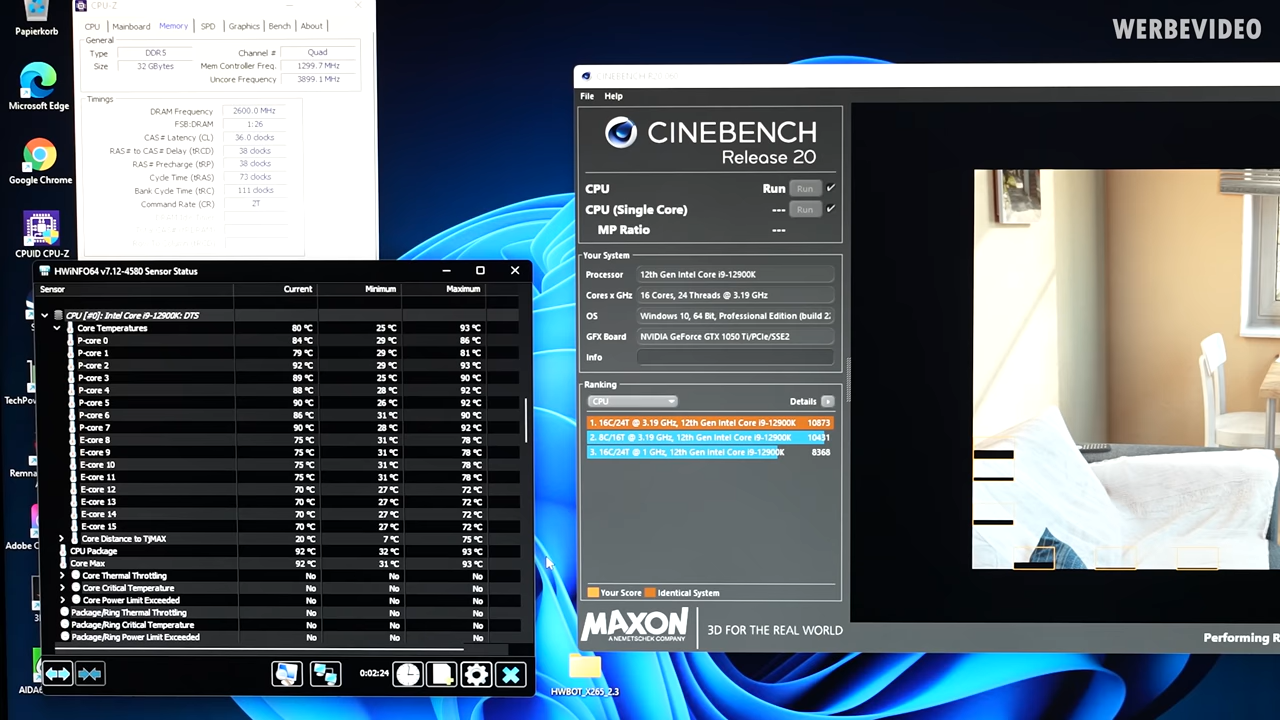 WERBEVIDEO
Papierkorb
Microsoft Edge
Google Chrome
CPUID CPU-Z
CPU-Z
CPU Mainboard Memory SPD Graphics Bench About
General
Type DDR5 Channel # Quad
Size 32 GBytes Mem Controller Freq. 1299.7 MHz
Uncore Frequency 3899.1 MHz
Timings
DRAM Frequency 2600.0 MHz
FSB:DRAM 1:26
CAS# Latency (CL) 36.0 clocks
RAS# to CAS# Delay (tRCD) 38 clocks
RAS# Precharge (tRP) 38 clocks
Cycle Time (tRAS) 73 clocks
Bank Cycle Time (tRC) 111 clocks
Command Rate (CR) 2T
HWiNFO64 v7.12-4580 Sensor Status
Sensor Current Minimum Maximum
CPU [#0]: Intel Core i9-12900K: DTS
Core Temperatures 80 °C 25 °C 93 °C
P-core 0 84 °C 29 °C 86 °C
P-core 1 79 °C 29 °C 81 °C
P-core 2 92 °C 29 °C 93 °C
P-core 3 89 °C 25 °C 90 °C
P-core 4 88 °C 28 °C 92 °C
P-core 5 90 °C 26 °C 92 °C
P-core 6 86 °C 31 °C 90 °C
P-core 7 90 °C 28 °C 92 °C
E-core 8 75 °C 31 °C 78 °C
E-core 9 75 °C 31 °C 78 °C
E-core 10 75 °C 31 °C 78 °C
E-core 11 75 °C 31 °C 78 °C
E-core 12 70 °C 27 °C 72 °C
E-core 13 70 °C 27 °C 72 °C
E-core 14 70 °C 27 °C 72 °C
E-core 15 70 °C 27 °C 72 °C
Core Distance to TjMAX 20 °C 7 °C 75 °C
CPU Package 92 °C 32 °C 93 °C
Core Max 92 °C 31 °C 93 °C
Core Thermal Throttling No No No
Core Critical Temperature No No No
Core Power Limit Exceeded No No No
Package/Ring Thermal Throttling No No No
Package/Ring Critical Temperature No No No
Package/Ring Power Limit Exceeded No No No
0:02:24
TechPow
Remna
Adobe C
AIDA6
HWBOT_X265_2.3
CINEBENCH R20
File Help
CINEBENCH
Release 20
CPU Run Run
CPU (Single Core) --- Run
MP Ratio ---
Your System
Processor 12th Gen Intel Core i9-12900K
Cores x GHz 16 Cores, 24 Threads @ 3.19 GHz
OS Windows 10, 64 Bit, Professional Edition (build 22
GFX Board NVIDIA GeForce GTX 1050 Ti/PCIe/SSE2
Info
Ranking
CPU Details
1. 16C/24T @ 3.19 GHz, 12th Gen Intel Core i9-12900K 10873
2. 8C/16T @ 3.19 GHz, 12th Gen Intel Core i9-12900K 10431
3. 16C/24T @ 1 GHz, 12th Gen Intel Core i9-12900K 8368
Your Score Identical System
MAXON
A NEMETSCHEK COMPANY
3D FOR THE REAL WORLD
Performing R